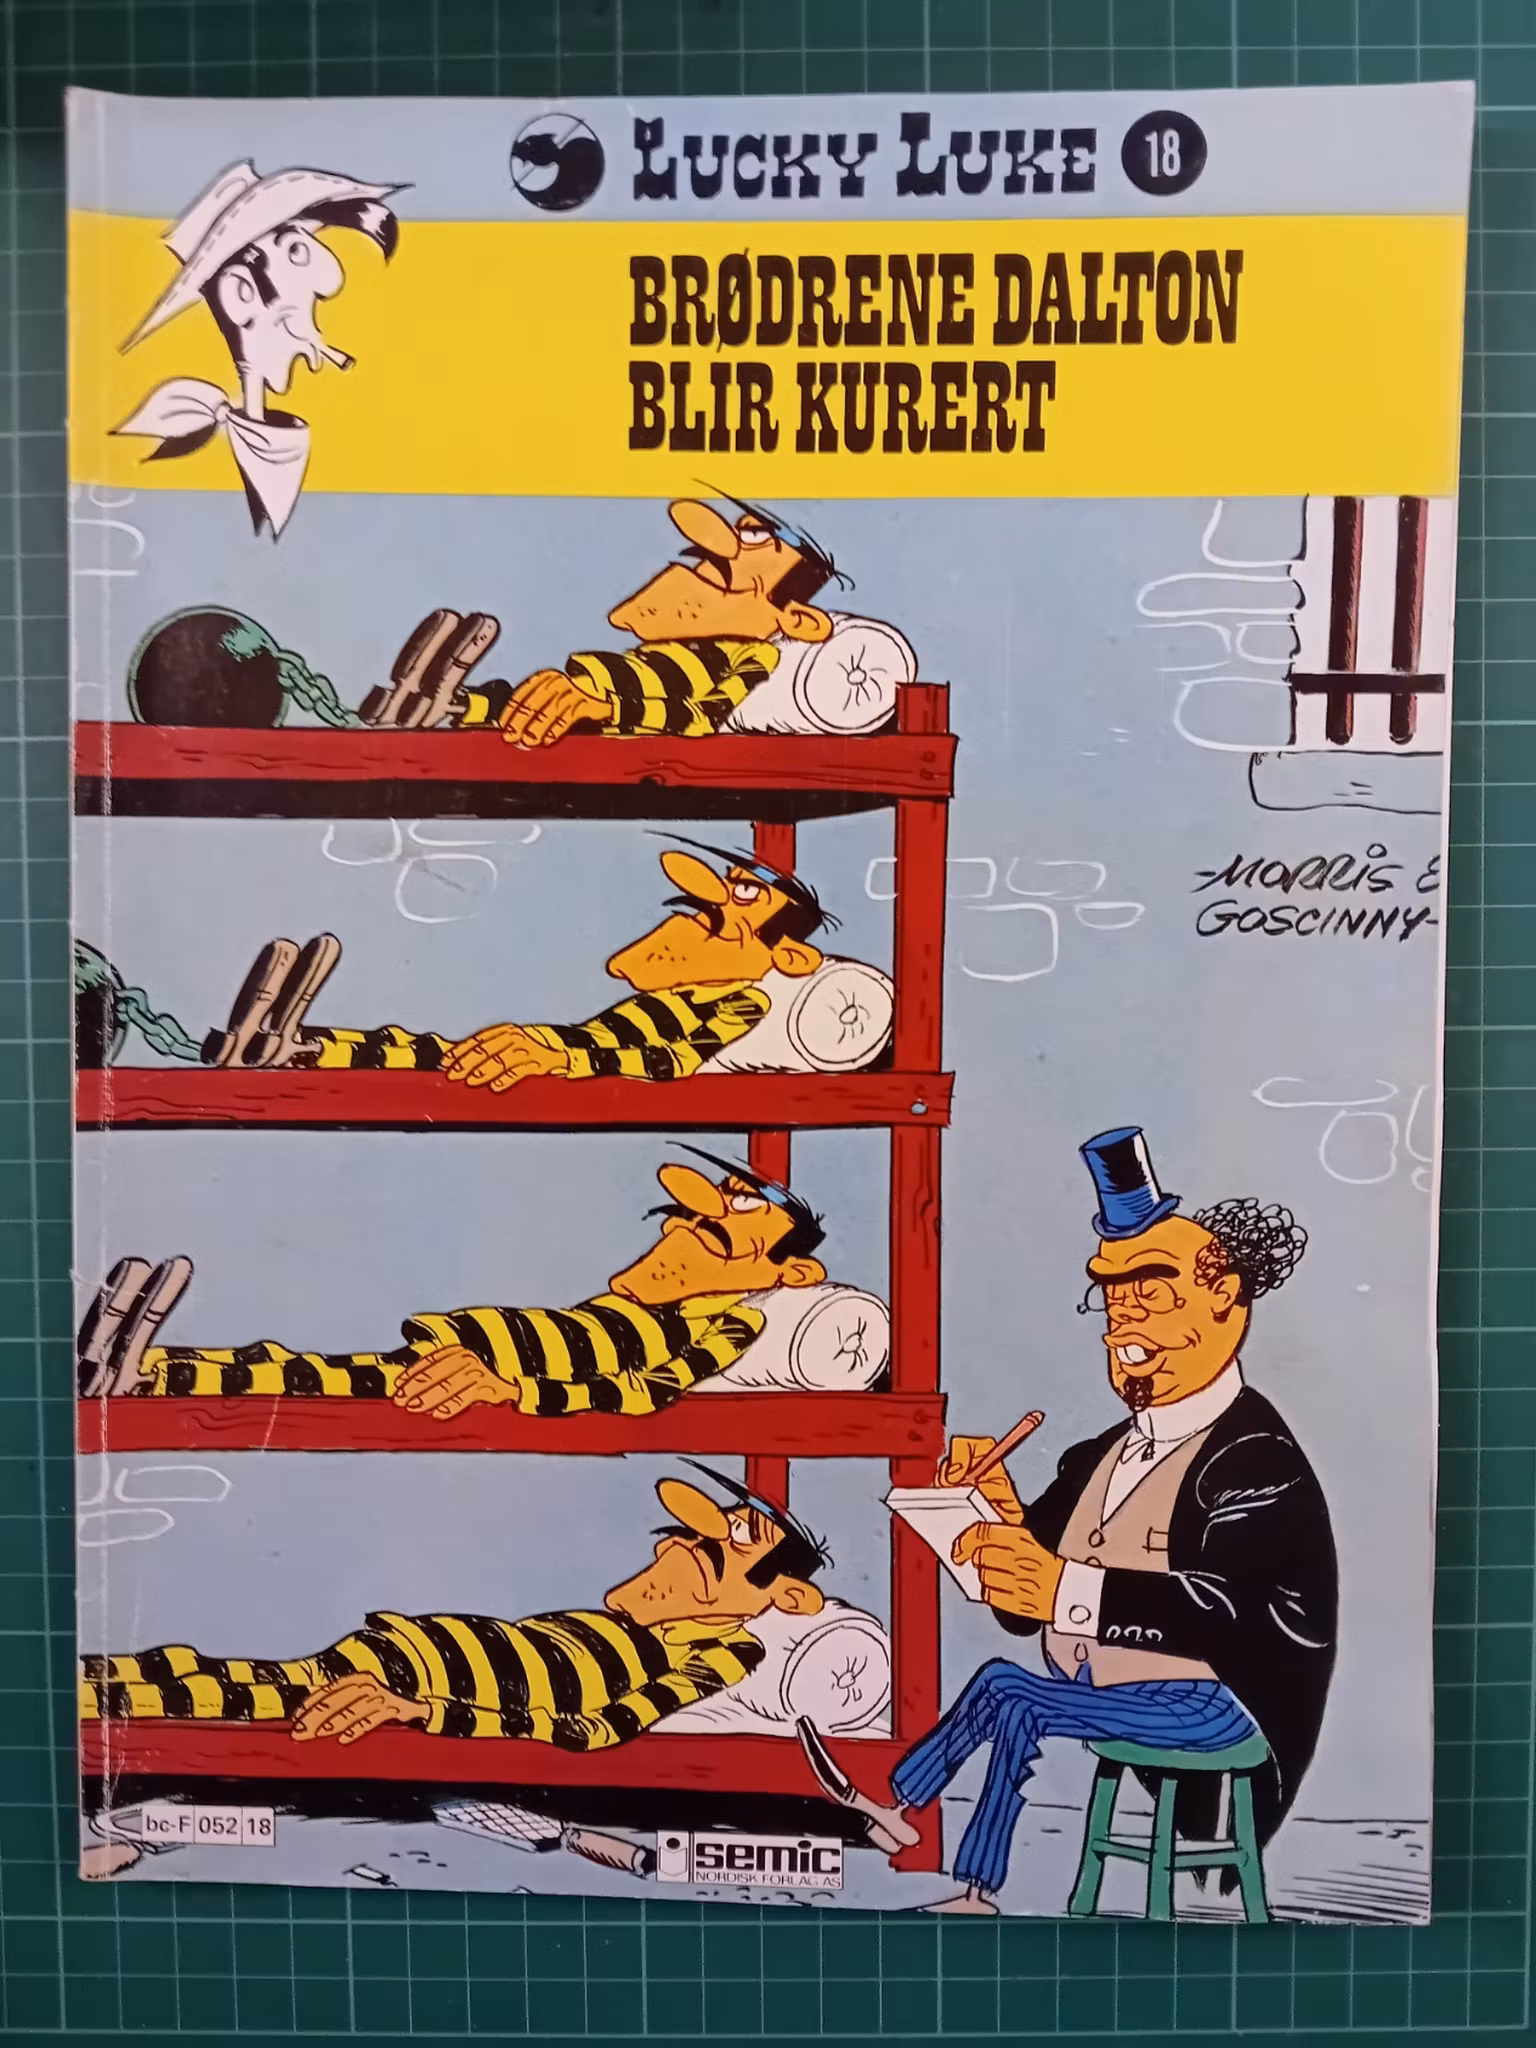 LUCKY LUKE 18
BRØDRENE DALTON
BLIR KURERT
-MORRIS &
GOSCINNY-
bc-F 052 18
semic
NORDISK FORLAG AS